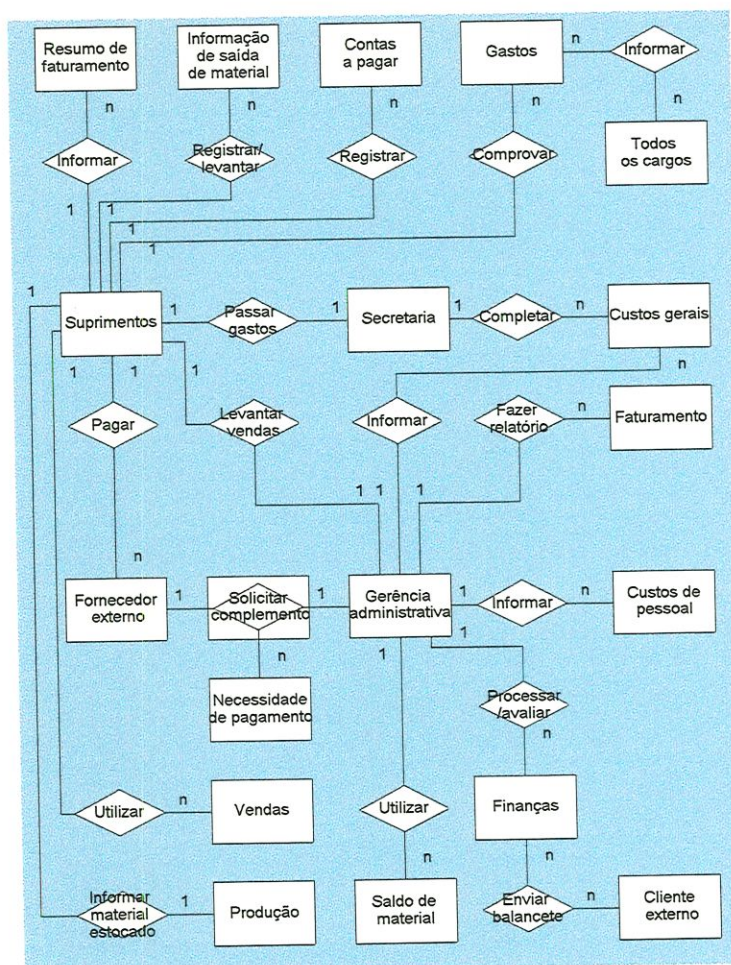 Resumo de
faturamento
Informação
de saída
de material
Contas
a pagar
Gastos
n
Informar
n
n
n
n
n
Informar
Registrar/
levantar
Registrar
Comprovar
Todos
os cargos
1
1
1
1
1
1
Suprimentos
1
Passar
gastos
1
Secretaria
1
Completar
n
Custos gerais
1
1
1
n
Pagar
Levantar
vendas
Informar
Fazer
relatório
n
Faturamento
1
1
1
n
Fornecedor
externo
1
Solicitar
complemento
1
Gerência
administrativa
1
Informar
n
Custos de
pessoal
n
1
1
Necessidade
de pagamento
Processar
/avaliar
n
Utilizar
n
Vendas
Utilizar
Finanças
n
n
Informar
material
estocado
1
Produção
Saldo de
material
Enviar
balancete
n
Cliente
externo